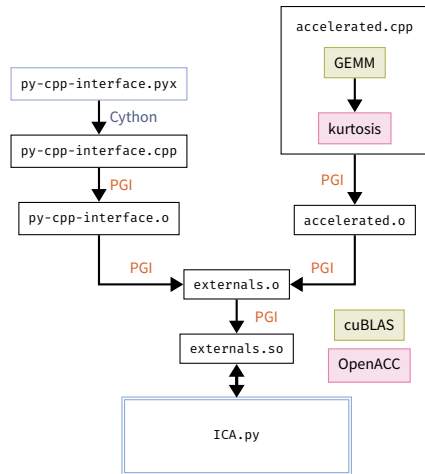 accelerated.cpp
GEMM
py-cpp-interface.pyx
Cython
kurtosis
py-cpp-interface.cpp
PGI
PGI
py-cpp-interface.o
accelerated.o
PGI
PGI
externals.o
PGI
cuBLAS
externals.so
OpenACC
ICA.py